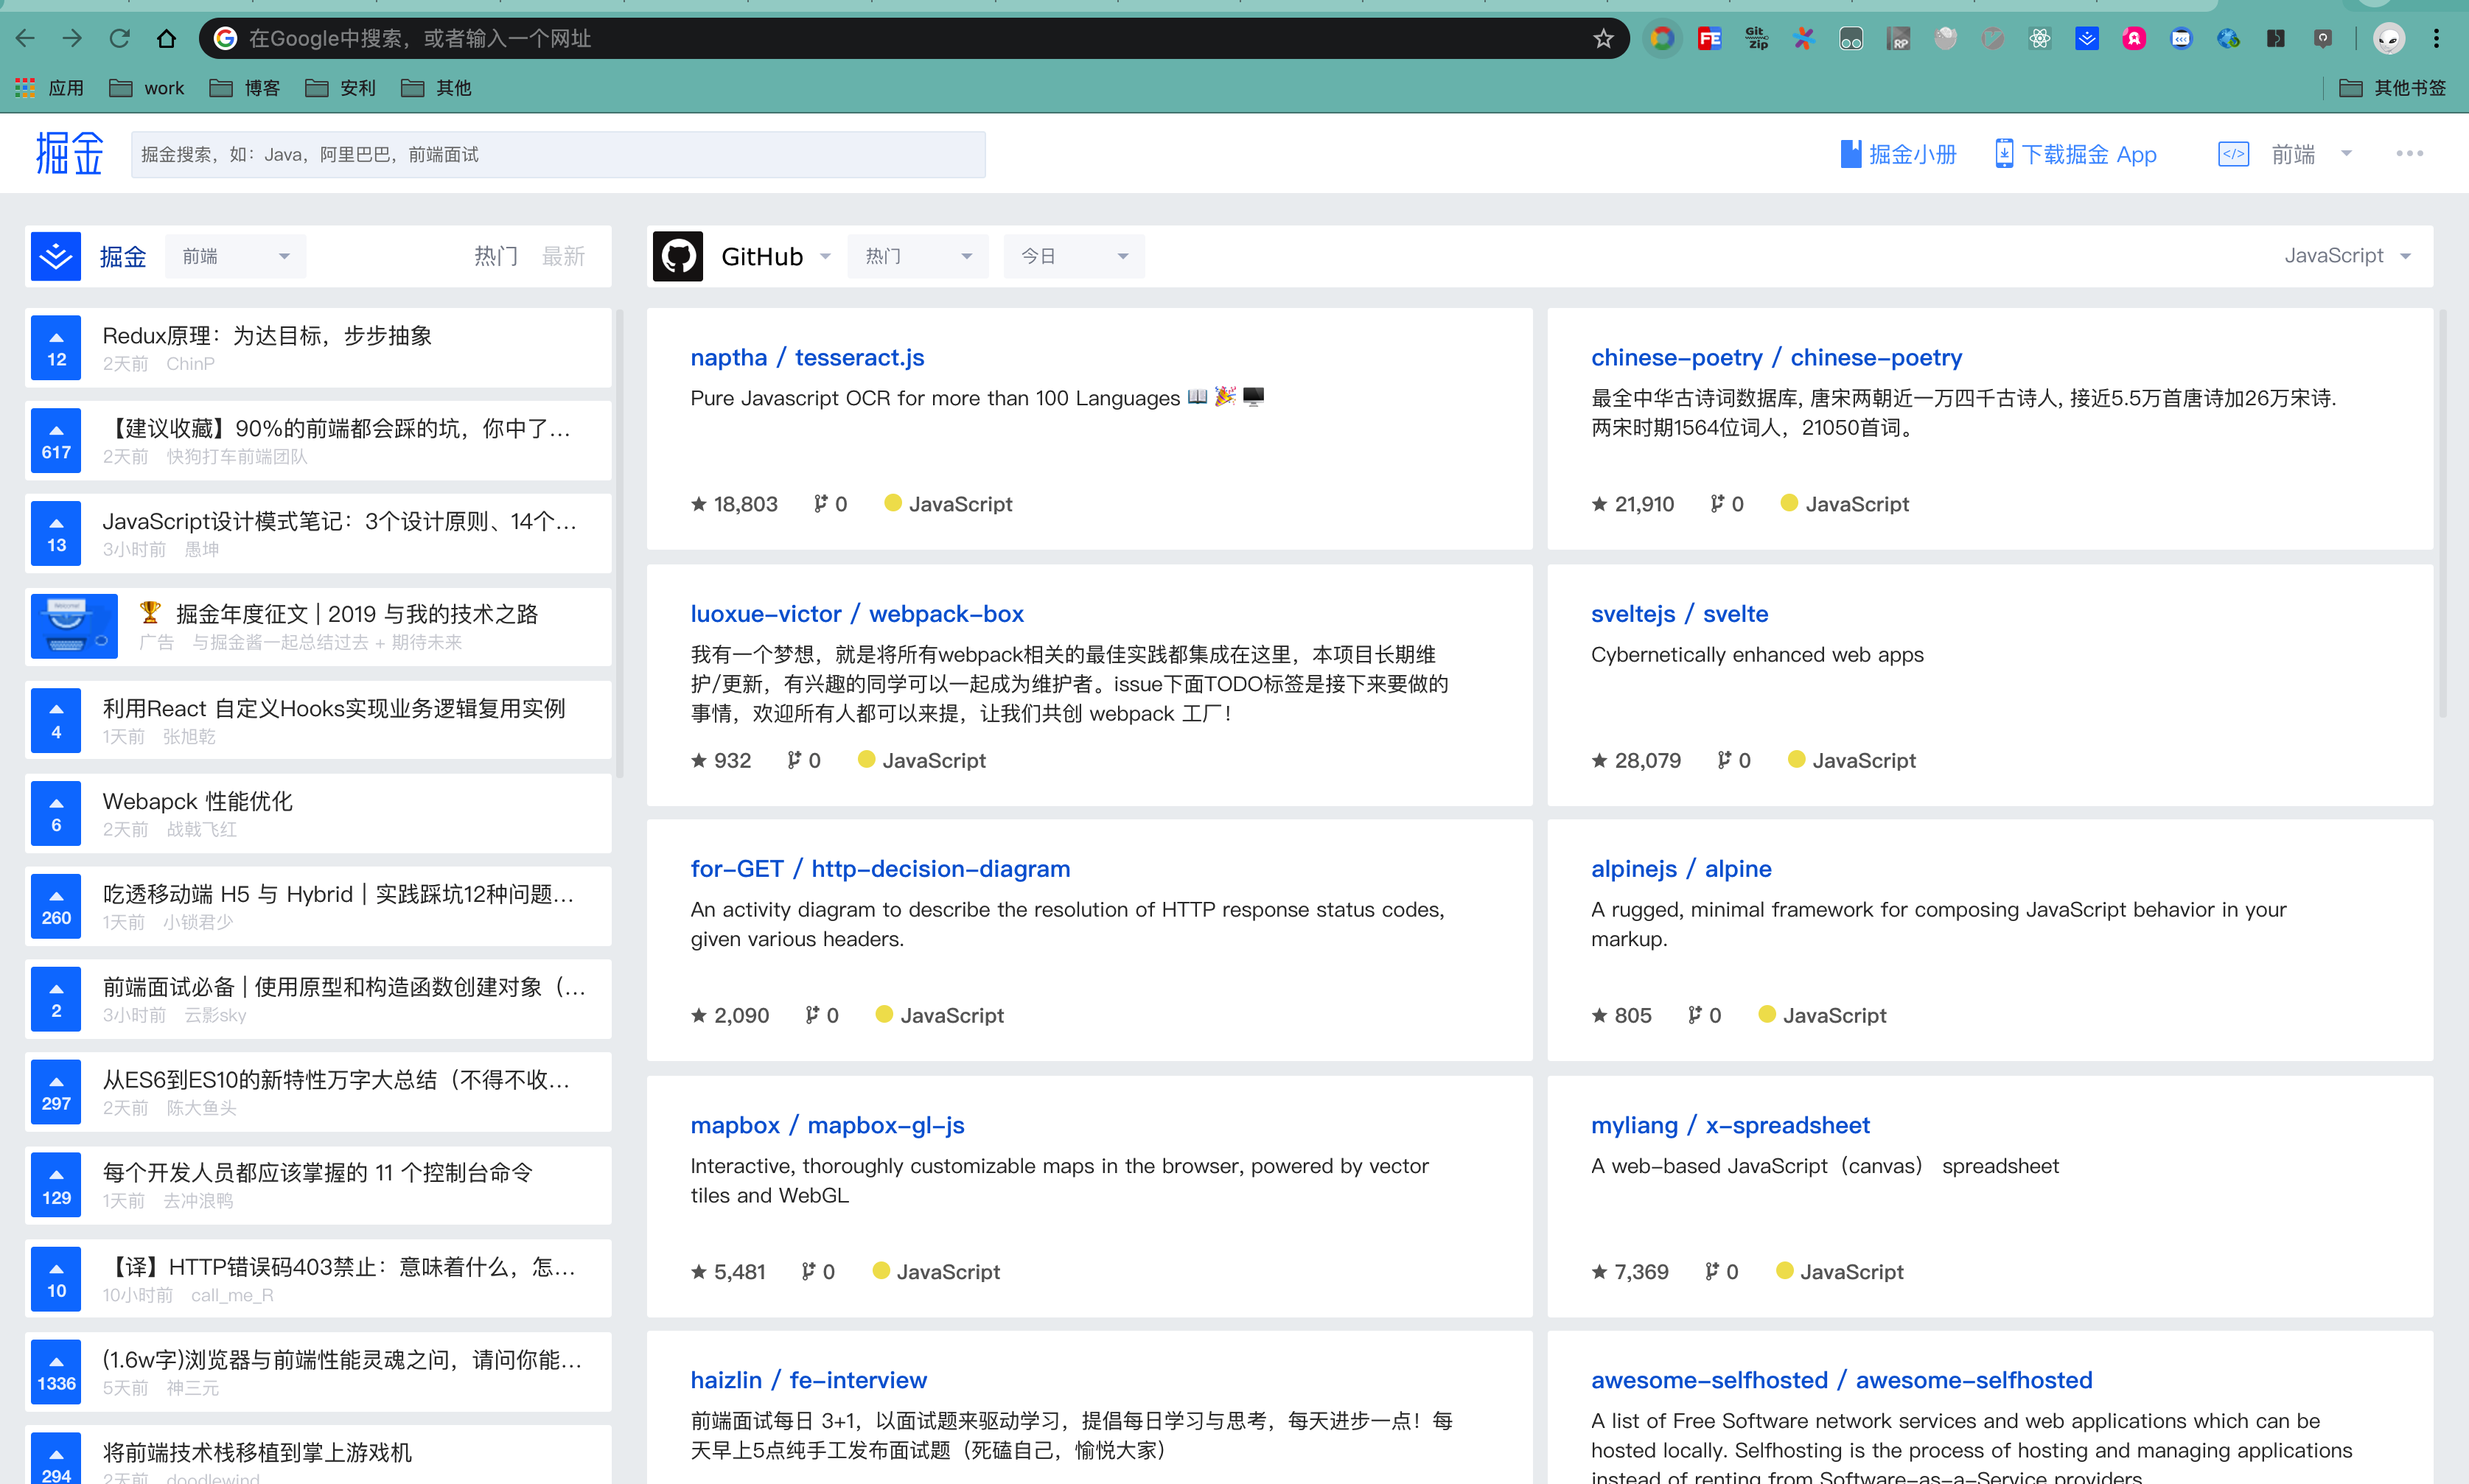 在Google中搜索，或者输入一个网址
FE
Git
Zip
RP
应用
work
博客
安利
其他
其他书签
掘金
掘金搜索，如：Java，阿里巴巴，前端面试
掘金小册
下载掘金 App
</>
前端
掘金
前端
热门
最新
12
Redux原理：为达目标，步步抽象
2天前 ChinP
617
【建议收藏】90%的前端都会踩的坑，你中了...
2天前 快狗打车前端团队
13
JavaScript设计模式笔记：3个设计原则、14个...
3小时前 愚坤
🏆 掘金年度征文 | 2019 与我的技术之路
广告 与掘金酱一起总结过去 + 期待未来
4
利用React 自定义Hooks实现业务逻辑复用实例
1天前 张旭乾
6
Webapck 性能优化
2天前 战戟飞红
260
吃透移动端 H5 与 Hybrid｜实践踩坑12种问题...
1天前 小锁君少
2
前端面试必备 | 使用原型和构造函数创建对象（...
3小时前 云影sky
297
从ES6到ES10的新特性万字大总结（不得不收...
2天前 陈大鱼头
129
每个开发人员都应该掌握的 11 个控制台命令
1天前 去冲浪鸭
10
【译】HTTP错误码403禁止：意味着什么，怎...
10小时前 call_me_R
1336
(1.6w字)浏览器与前端性能灵魂之问，请问你能...
5天前 神三元
294
将前端技术栈移植到掌上游戏机
2天前 doodlewind
GitHub
热门
今日
JavaScript
naptha / tesseract.js
Pure Javascript OCR for more than 100 Languages 📖🎉🖥
★ 18,803 0 JavaScript
chinese-poetry / chinese-poetry
最全中华古诗词数据库, 唐宋两朝近一万四千古诗人, 接近5.5万首唐诗加26万宋诗.
两宋时期1564位词人，21050首词。
★ 21,910 0 JavaScript
luoxue-victor / webpack-box
我有一个梦想，就是将所有webpack相关的最佳实践都集成在这里，本项目长期维
护/更新，有兴趣的同学可以一起成为维护者。issue下面TODO标签是接下来要做的
事情，欢迎所有人都可以来提，让我们共创 webpack 工厂！
★ 932 0 JavaScript
sveltejs / svelte
Cybernetically enhanced web apps
★ 28,079 0 JavaScript
for-GET / http-decision-diagram
An activity diagram to describe the resolution of HTTP response status codes,
given various headers.
★ 2,090 0 JavaScript
alpinejs / alpine
A rugged, minimal framework for composing JavaScript behavior in your
markup.
★ 805 0 JavaScript
mapbox / mapbox-gl-js
Interactive, thoroughly customizable maps in the browser, powered by vector
tiles and WebGL
★ 5,481 0 JavaScript
myliang / x-spreadsheet
A web-based JavaScript（canvas） spreadsheet
★ 7,369 0 JavaScript
haizlin / fe-interview
前端面试每日 3+1，以面试题来驱动学习，提倡每日学习与思考，每天进步一点！每
天早上5点纯手工发布面试题（死磕自己，愉悦大家）
awesome-selfhosted / awesome-selfhosted
A list of Free Software network services and web applications which can be
hosted locally. Selfhosting is the process of hosting and managing applications
instead of renting from Software-as-a-Service providers